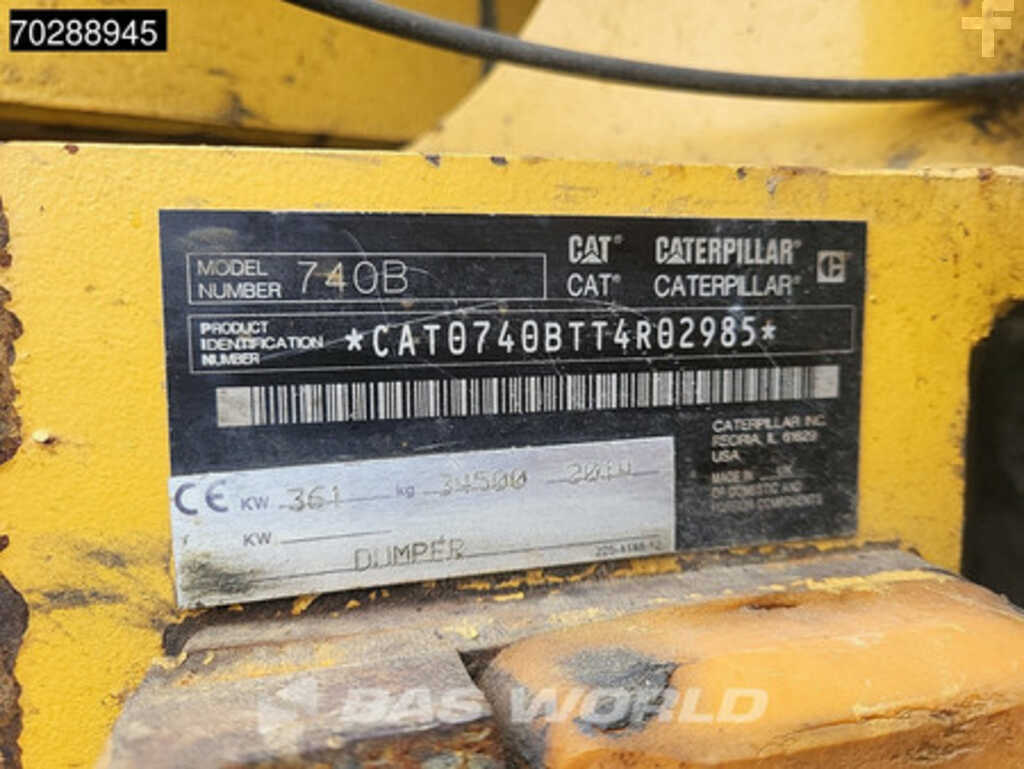 70288945
MODEL NUMBER 740B
CAT® CATERPILLAR®
CAT® CATERPILLAR®
PRODUCT
IDENTIFICATION
NUMBER
*CAT0740BTT4R02985*
CATERPILLAR INC.
PEORIA, IL 61629
USA
MADE IN UK
OF DOMESTIC AND
FOREIGN COMPONENTS
CE KW 361 kg 34500 2014
KW
DUMPER
BAS WORLD